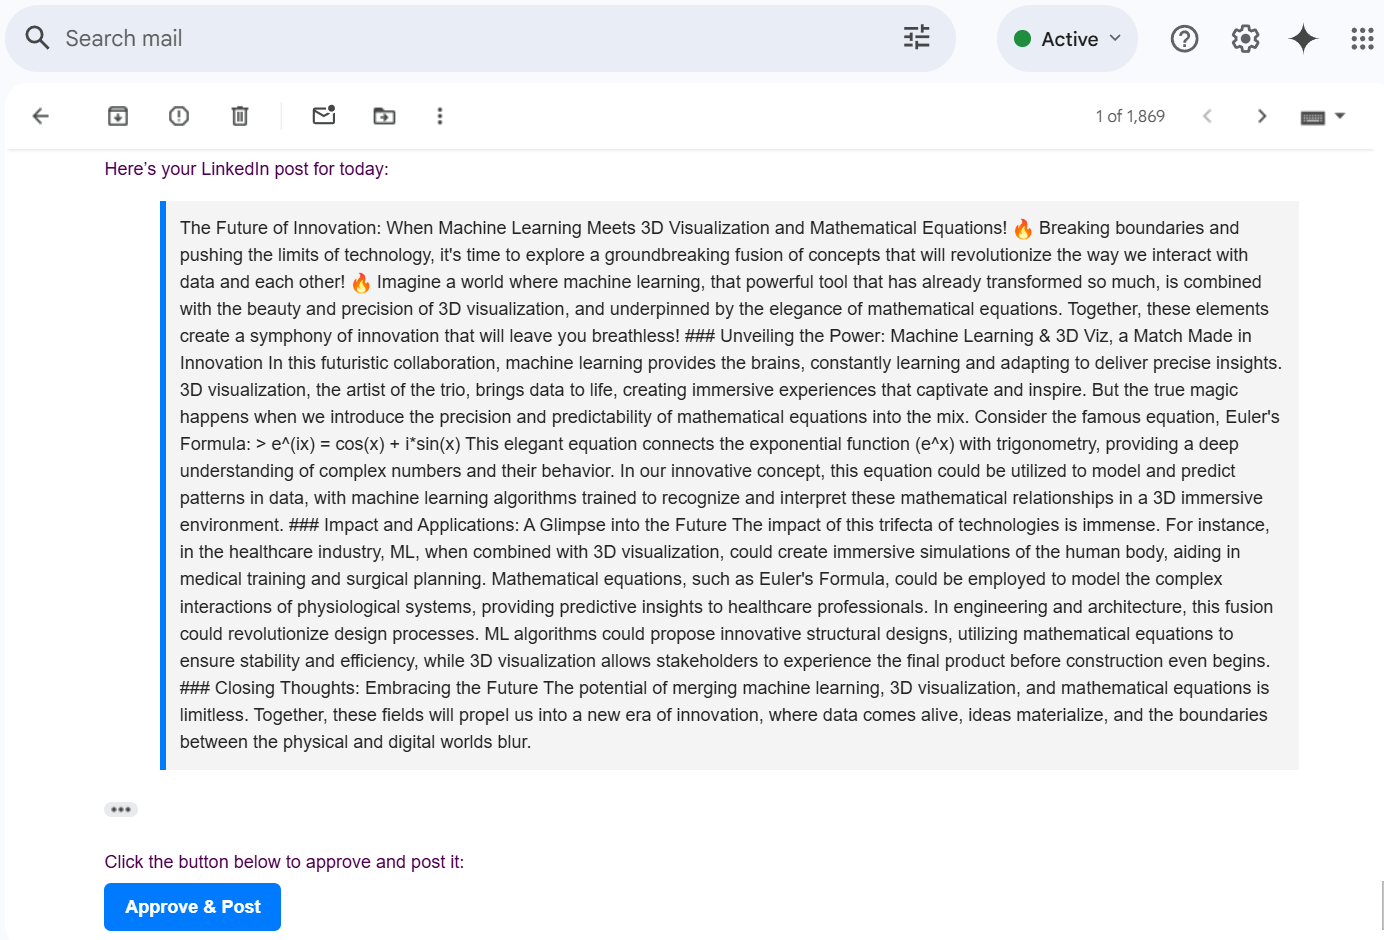 Search mail
Active
1 of 1,869
Here’s your LinkedIn post for today:
The Future of Innovation: When Machine Learning Meets 3D Visualization and Mathematical Equations! 🔥 Breaking boundaries and
pushing the limits of technology, it's time to explore a groundbreaking fusion of concepts that will revolutionize the way we interact with
data and each other! 🔥 Imagine a world where machine learning, that powerful tool that has already transformed so much, is combined
with the beauty and precision of 3D visualization, and underpinned by the elegance of mathematical equations. Together, these elements
create a symphony of innovation that will leave you breathless! ### Unveiling the Power: Machine Learning & 3D Viz, a Match Made in
Innovation In this futuristic collaboration, machine learning provides the brains, constantly learning and adapting to deliver precise insights.
3D visualization, the artist of the trio, brings data to life, creating immersive experiences that captivate and inspire. But the true magic
happens when we introduce the precision and predictability of mathematical equations into the mix. Consider the famous equation, Euler's
Formula: > e^(ix) = cos(x) + i*sin(x) This elegant equation connects the exponential function (e^x) with trigonometry, providing a deep
understanding of complex numbers and their behavior. In our innovative concept, this equation could be utilized to model and predict
patterns in data, with machine learning algorithms trained to recognize and interpret these mathematical relationships in a 3D immersive
environment. ### Impact and Applications: A Glimpse into the Future The impact of this trifecta of technologies is immense. For instance,
in the healthcare industry, ML, when combined with 3D visualization, could create immersive simulations of the human body, aiding in
medical training and surgical planning. Mathematical equations, such as Euler's Formula, could be employed to model the complex
interactions of physiological systems, providing predictive insights to healthcare professionals. In engineering and architecture, this fusion
could revolutionize design processes. ML algorithms could propose innovative structural designs, utilizing mathematical equations to
ensure stability and efficiency, while 3D visualization allows stakeholders to experience the final product before construction even begins.
### Closing Thoughts: Embracing the Future The potential of merging machine learning, 3D visualization, and mathematical equations is
limitless. Together, these fields will propel us into a new era of innovation, where data comes alive, ideas materialize, and the boundaries
between the physical and digital worlds blur.
Click the button below to approve and post it:
Approve & Post